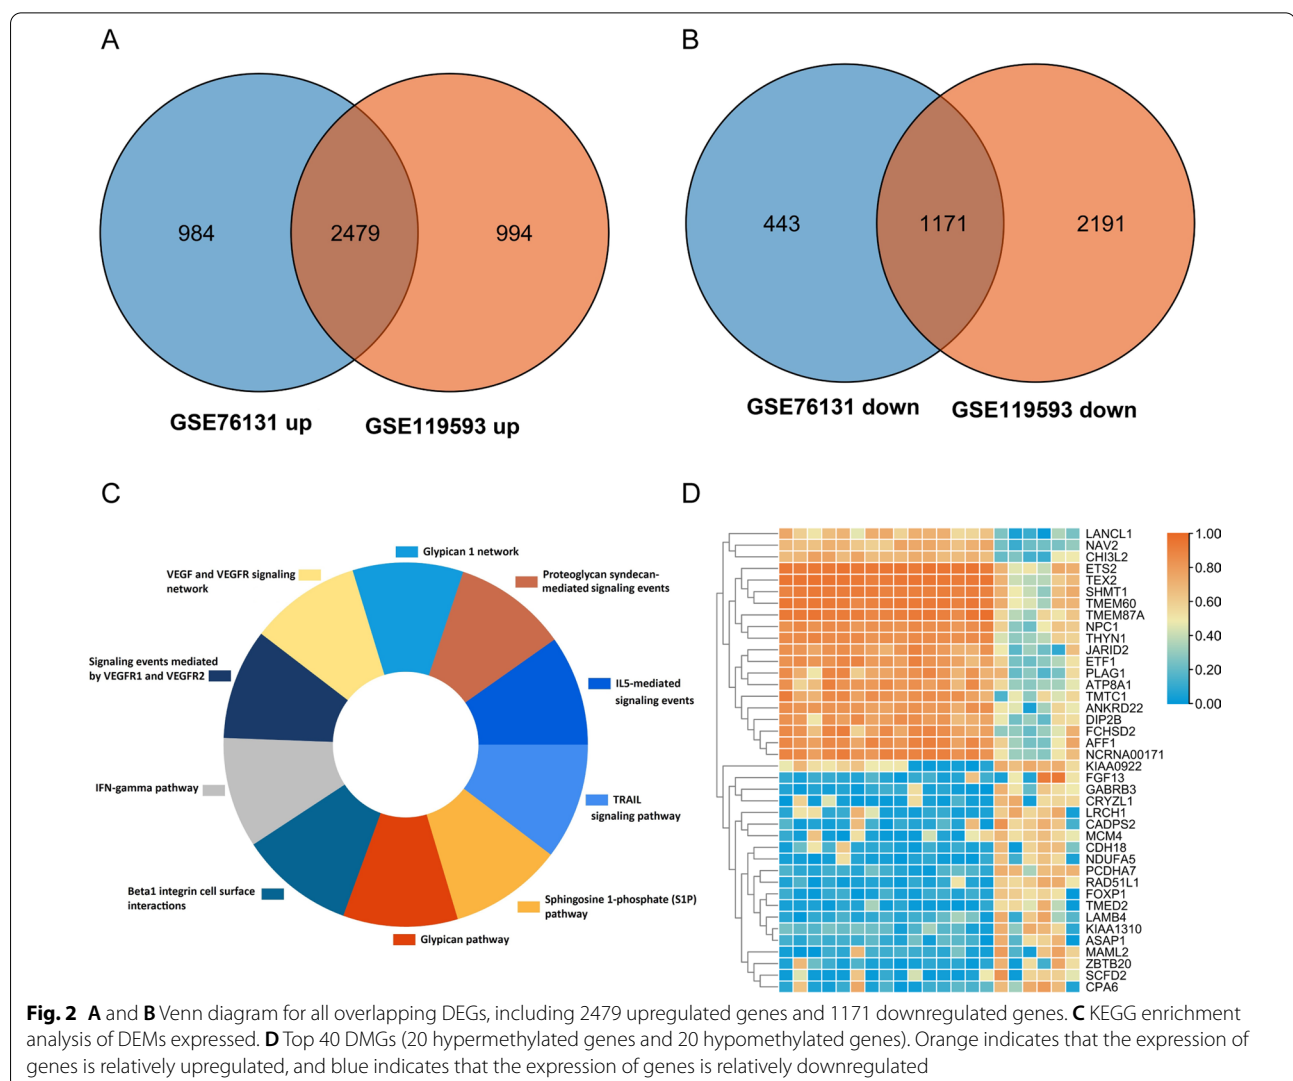 A
B
984
2479
994
443
1171
2191
GSE76131 up
GSE119593 up
GSE76131 down
GSE119593 down
C
Glypican 1 network
VEGF and VEGFR signaling
network
Proteoglycan syndecan-
mediated signaling events
Signaling events mediated
by VEGFR1 and VEGFR2
IL5-mediated
signaling events
IFN-gamma pathway
TRAIL
signaling pathway
Beta1 integrin cell surface
interactions
Sphingosine 1-phosphate (S1P)
pathway
Glypican pathway
D
LANCL1
NAV2
CHI3L2
ETS2
TEX2
SHMT1
TMEM60
TMEM87A
NPC1
THYN1
JARID2
ETF1
PLAG1
ATP8A1
TMTC1
ANKRD22
DIP2B
FCHSD2
AFF1
NCRNA00171
KIAA0922
FGF13
GABRB3
CRYZL1
LRCH1
CADPS2
MCM4
CDH18
NDUFA5
PCDHA7
RAD51L1
FOXP1
TMED2
LAMB4
KIAA1310
ASAP1
MAML2
ZBTB20
SCFD2
CPA6
1.00
0.80
0.60
0.40
0.20
0.00
Fig. 2 A and B Venn diagram for all overlapping DEGs, including 2479 upregulated genes and 1171 downregulated genes. C KEGG enrichment
analysis of DEMs expressed. D Top 40 DMGs (20 hypermethylated genes and 20 hypomethylated genes). Orange indicates that the expression of
genes is relatively upregulated, and blue indicates that the expression of genes is relatively downregulated